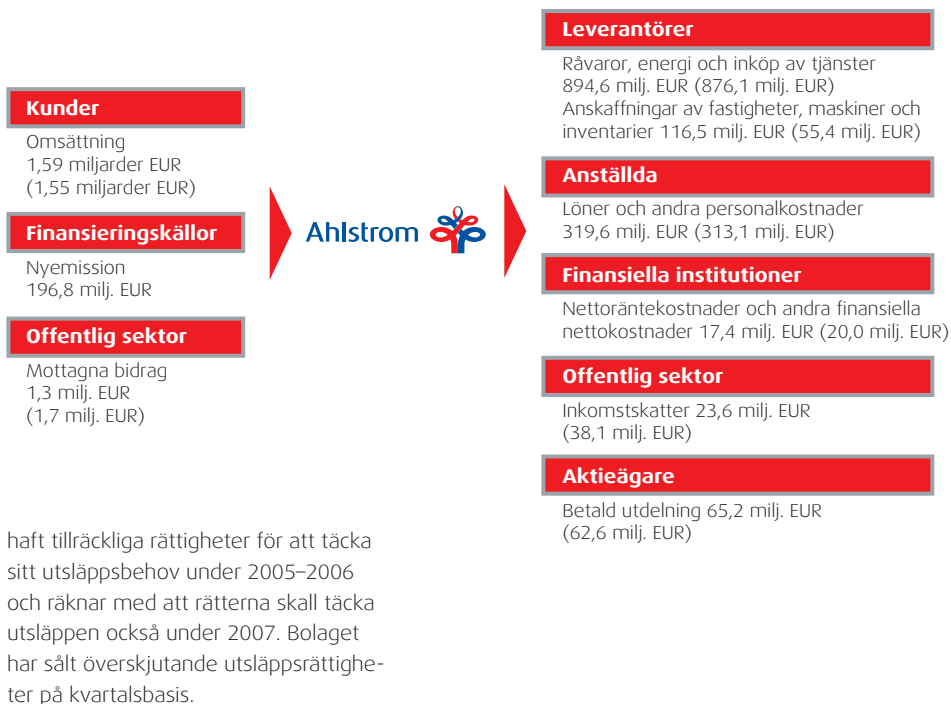 Kunder
Omsättning
1,59 miljarder EUR
(1,55 miljarder EUR)
Finansieringskällor
Nyemission
196,8 milj. EUR
Offentlig sektor
Mottagna bidrag
1,3 milj. EUR
(1,7 milj. EUR)
Ahlstrom
Leverantörer
Råvaror, energi och inköp av tjänster
894,6 milj. EUR (876,1 milj. EUR)
Anskaffningar av fastigheter, maskiner och
inventarier 116,5 milj. EUR (55,4 milj. EUR)
Anställda
Löner och andra personalkostnader
319,6 milj. EUR (313,1 milj. EUR)
Finansiella institutioner
Nettoräntekostnader och andra finansiella
nettokostnader 17,4 milj. EUR (20,0 milj. EUR)
Offentlig sektor
Inkomstskatter 23,6 milj. EUR
(38,1 milj. EUR)
Aktieägare
Betald utdelning 65,2 milj. EUR
(62,6 milj. EUR)
haft tillräckliga rättigheter för att täcka
sitt utsläppsbehov under 2005–2006
och räknar med att rätterna skall täcka
utsläppen också under 2007. Bolaget
har sålt överskjutande utsläppsrättighe-
ter på kvartalsbasis.